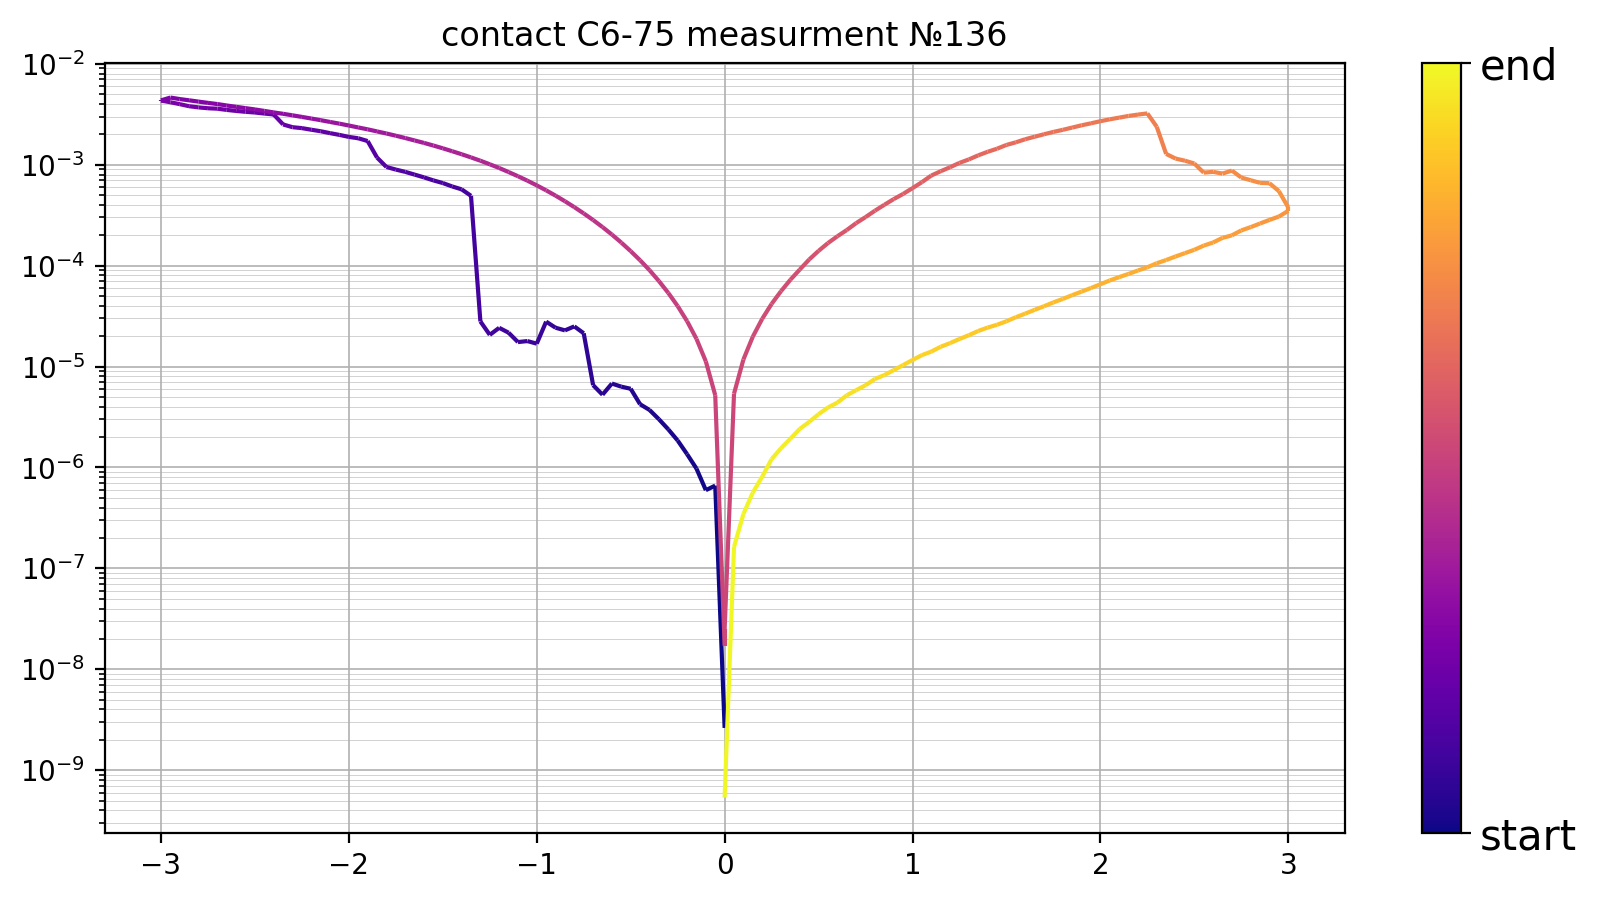 contact C6-75 measurment №136
10⁻²
10⁻³
10⁻⁴
10⁻⁵
10⁻⁶
10⁻⁷
10⁻⁸
10⁻⁹
−3 −2 −1 0 1 2 3
end
start